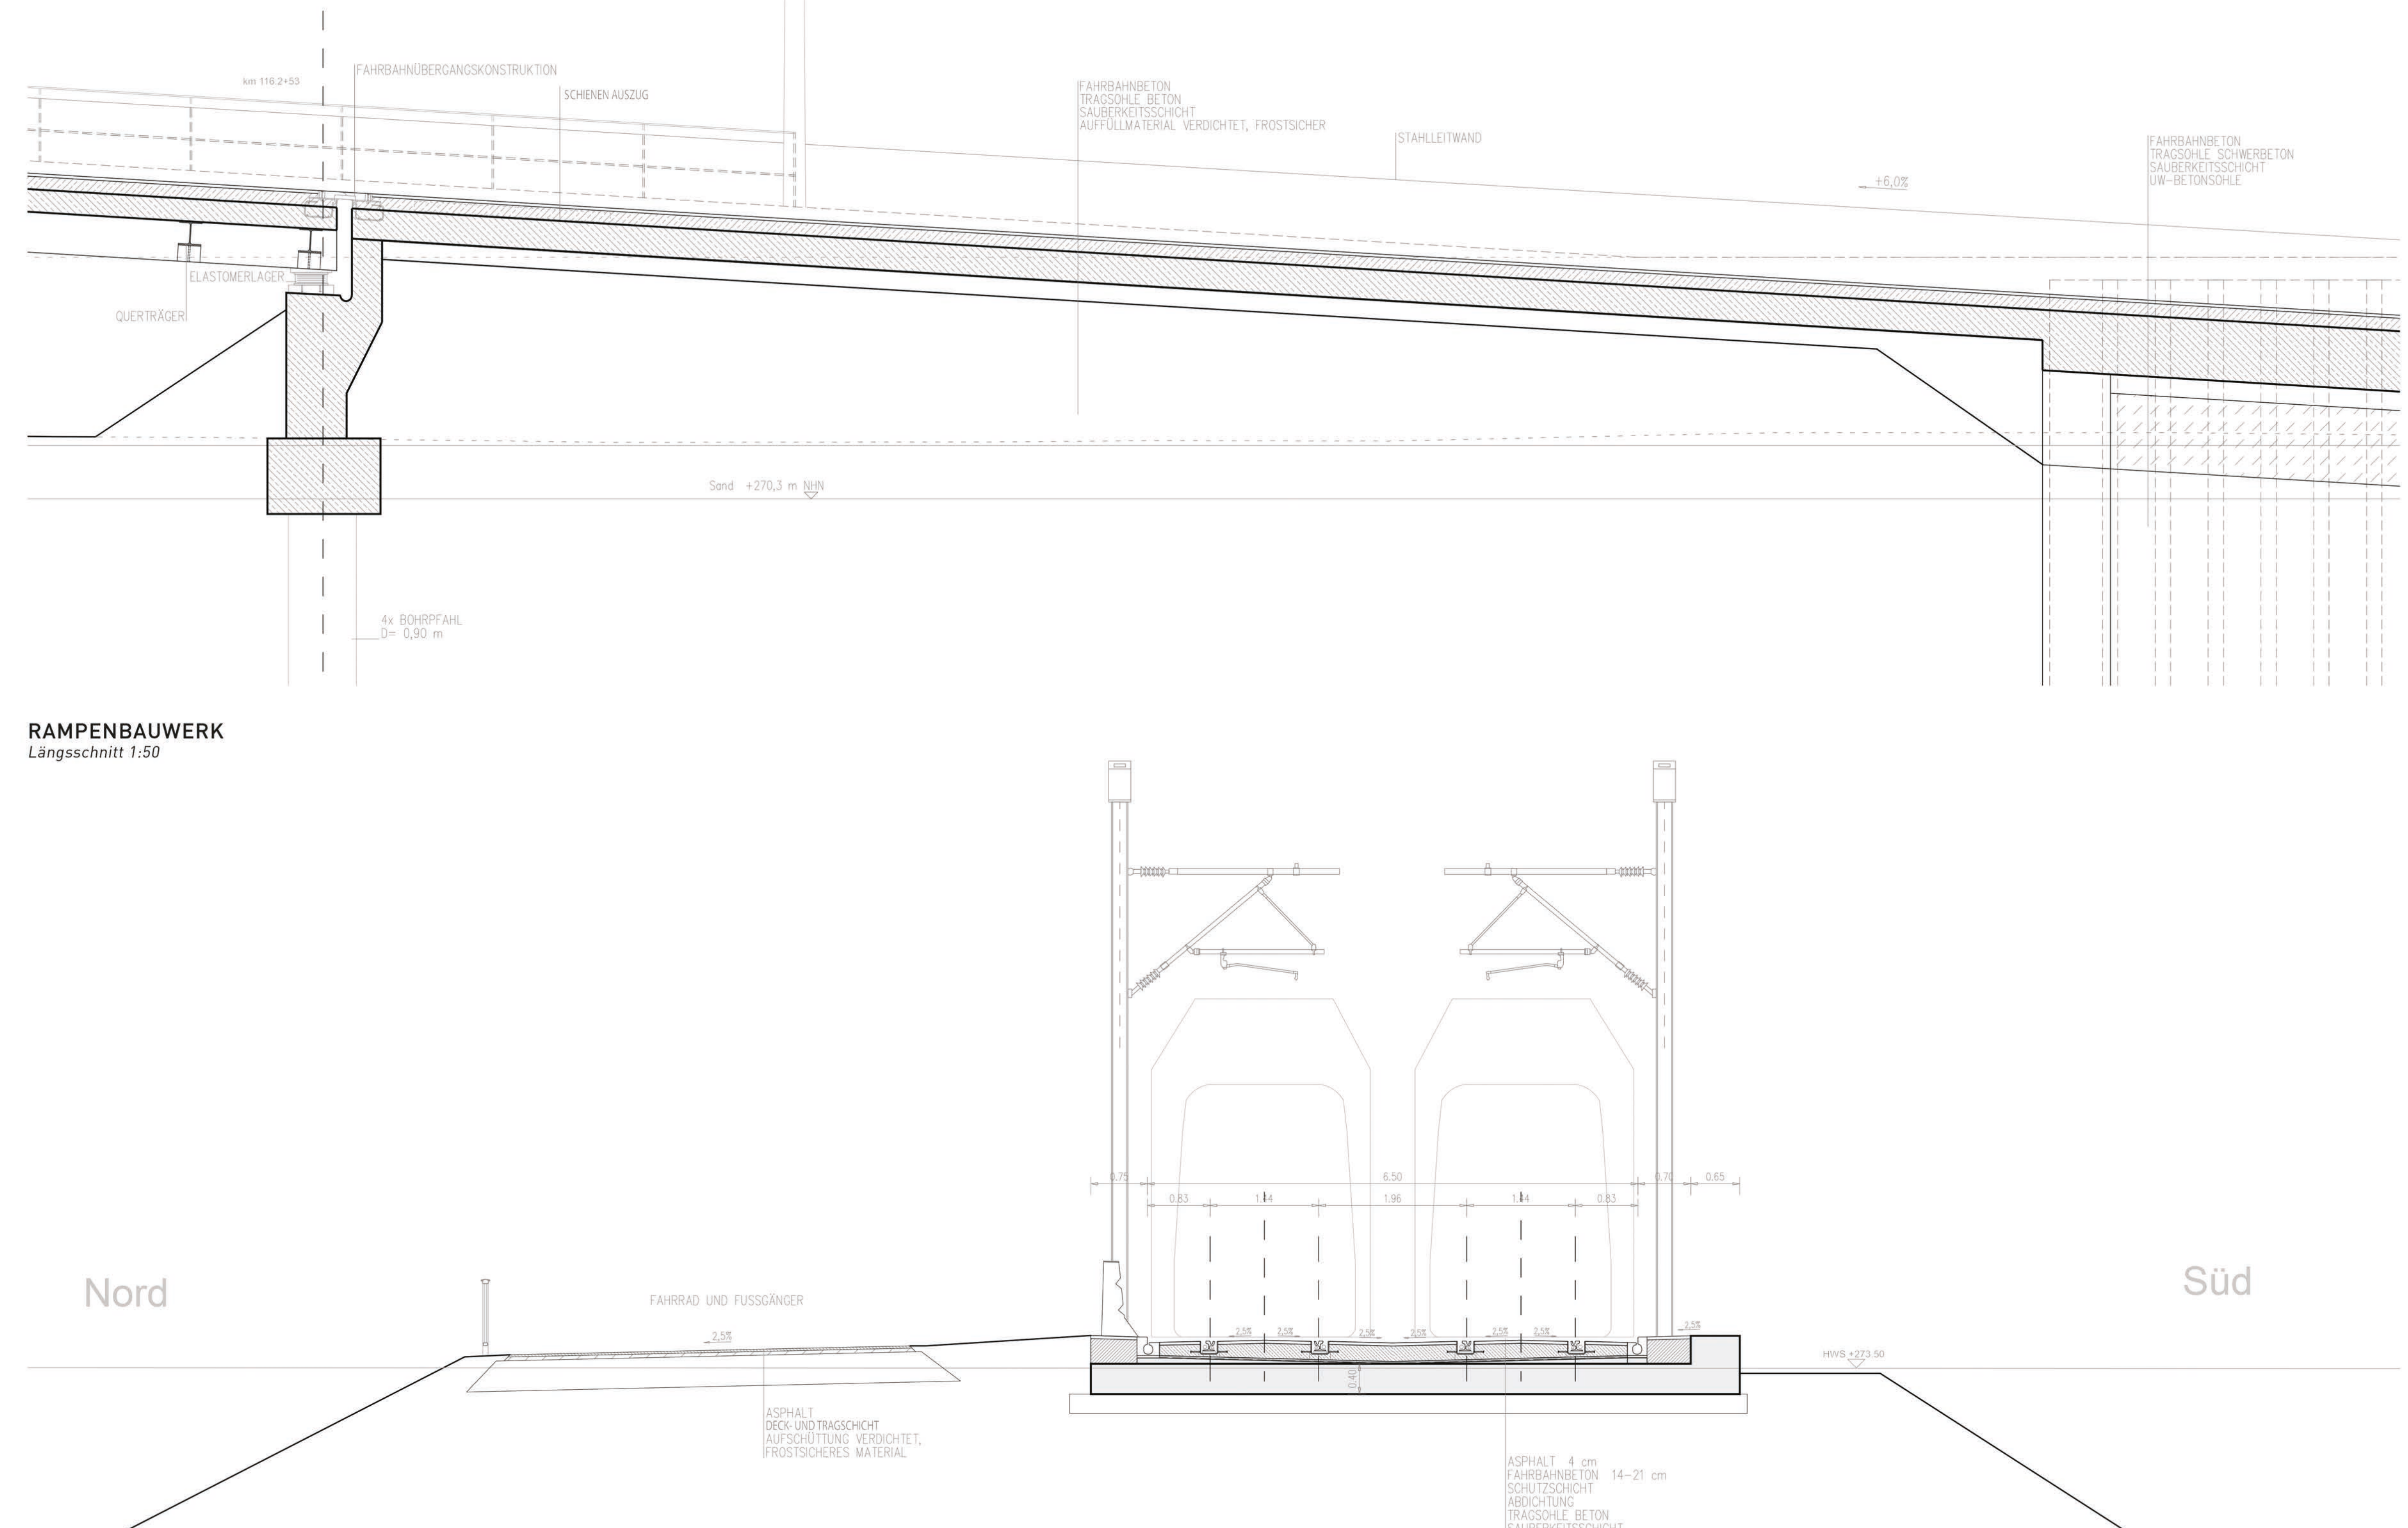 km 116.2+53
FAHRBAHNÜBERGANGSKONSTRUKTION
SCHIENEN AUSZUG
FAHRBAHNBETON
TRAGSOHLE BETON
SAUBERKEITSSCHICHT
AUFFÜLLMATERIAL VERDICHTET, FROSTSICHER
STAHLLEITWAND
+6,0%
FAHRBAHNBETON
TRAGSOHLE SCHWERBETON
SAUBERKEITSSCHICHT
UW-BETONSOHLE
ELASTOMERLAGER
QUERTRÄGER
Sand +270,3 m NHN
4x BOHRPFAHL
D= 0,90 m
RAMPENBAUWERK
Längsschnitt 1:50
0.75
6.50
0.70
0.65
0.83
1.44
1.96
1.44
0.83
Nord
Süd
FAHRRAD UND FUSSGÄNGER
2,5%
2,5%
2,5%
2,5%
2,5%
2,5%
2,5%
2,5%
HWS +273.50
0.40
ASPHALT
DECK- UND TRAGSCHICHT
AUFSCHÜTTUNG VERDICHTET,
FROSTSICHERES MATERIAL
ASPHALT 4 cm
FAHRBAHNBETON 14-21 cm
SCHUTZSCHICHT
ABDICHTUNG
TRAGSOHLE BETON
SAUBERKEITSSCHICHT